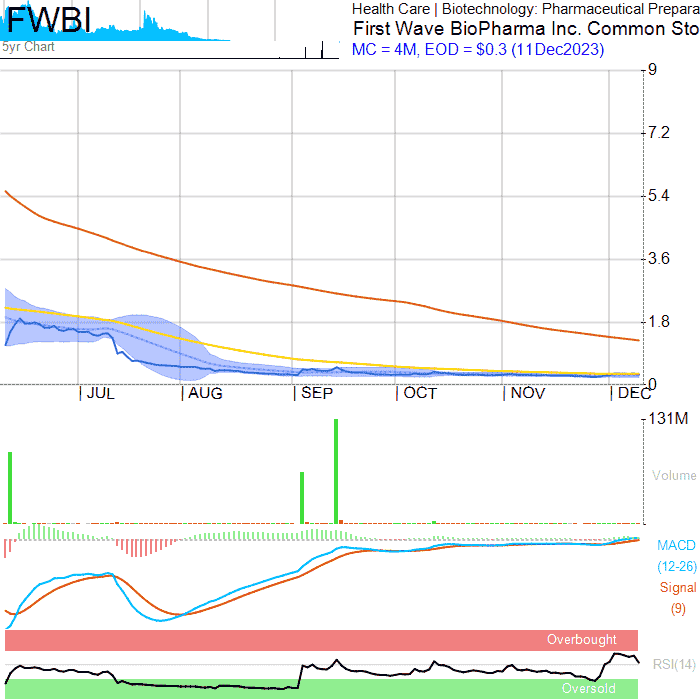 FWBI
5yr Chart
Health Care | Biotechnology: Pharmaceutical Prepara
First Wave BioPharma Inc. Common Sto
MC = 4M, EOD = $0.3 (11Dec2023)
9
7.2
5.4
3.6
1.8
0
JUL AUG SEP OCT NOV DEC
131M
Volume
MACD
(12-26)
Signal
(9)
Overbought
RSI(14)
Oversold